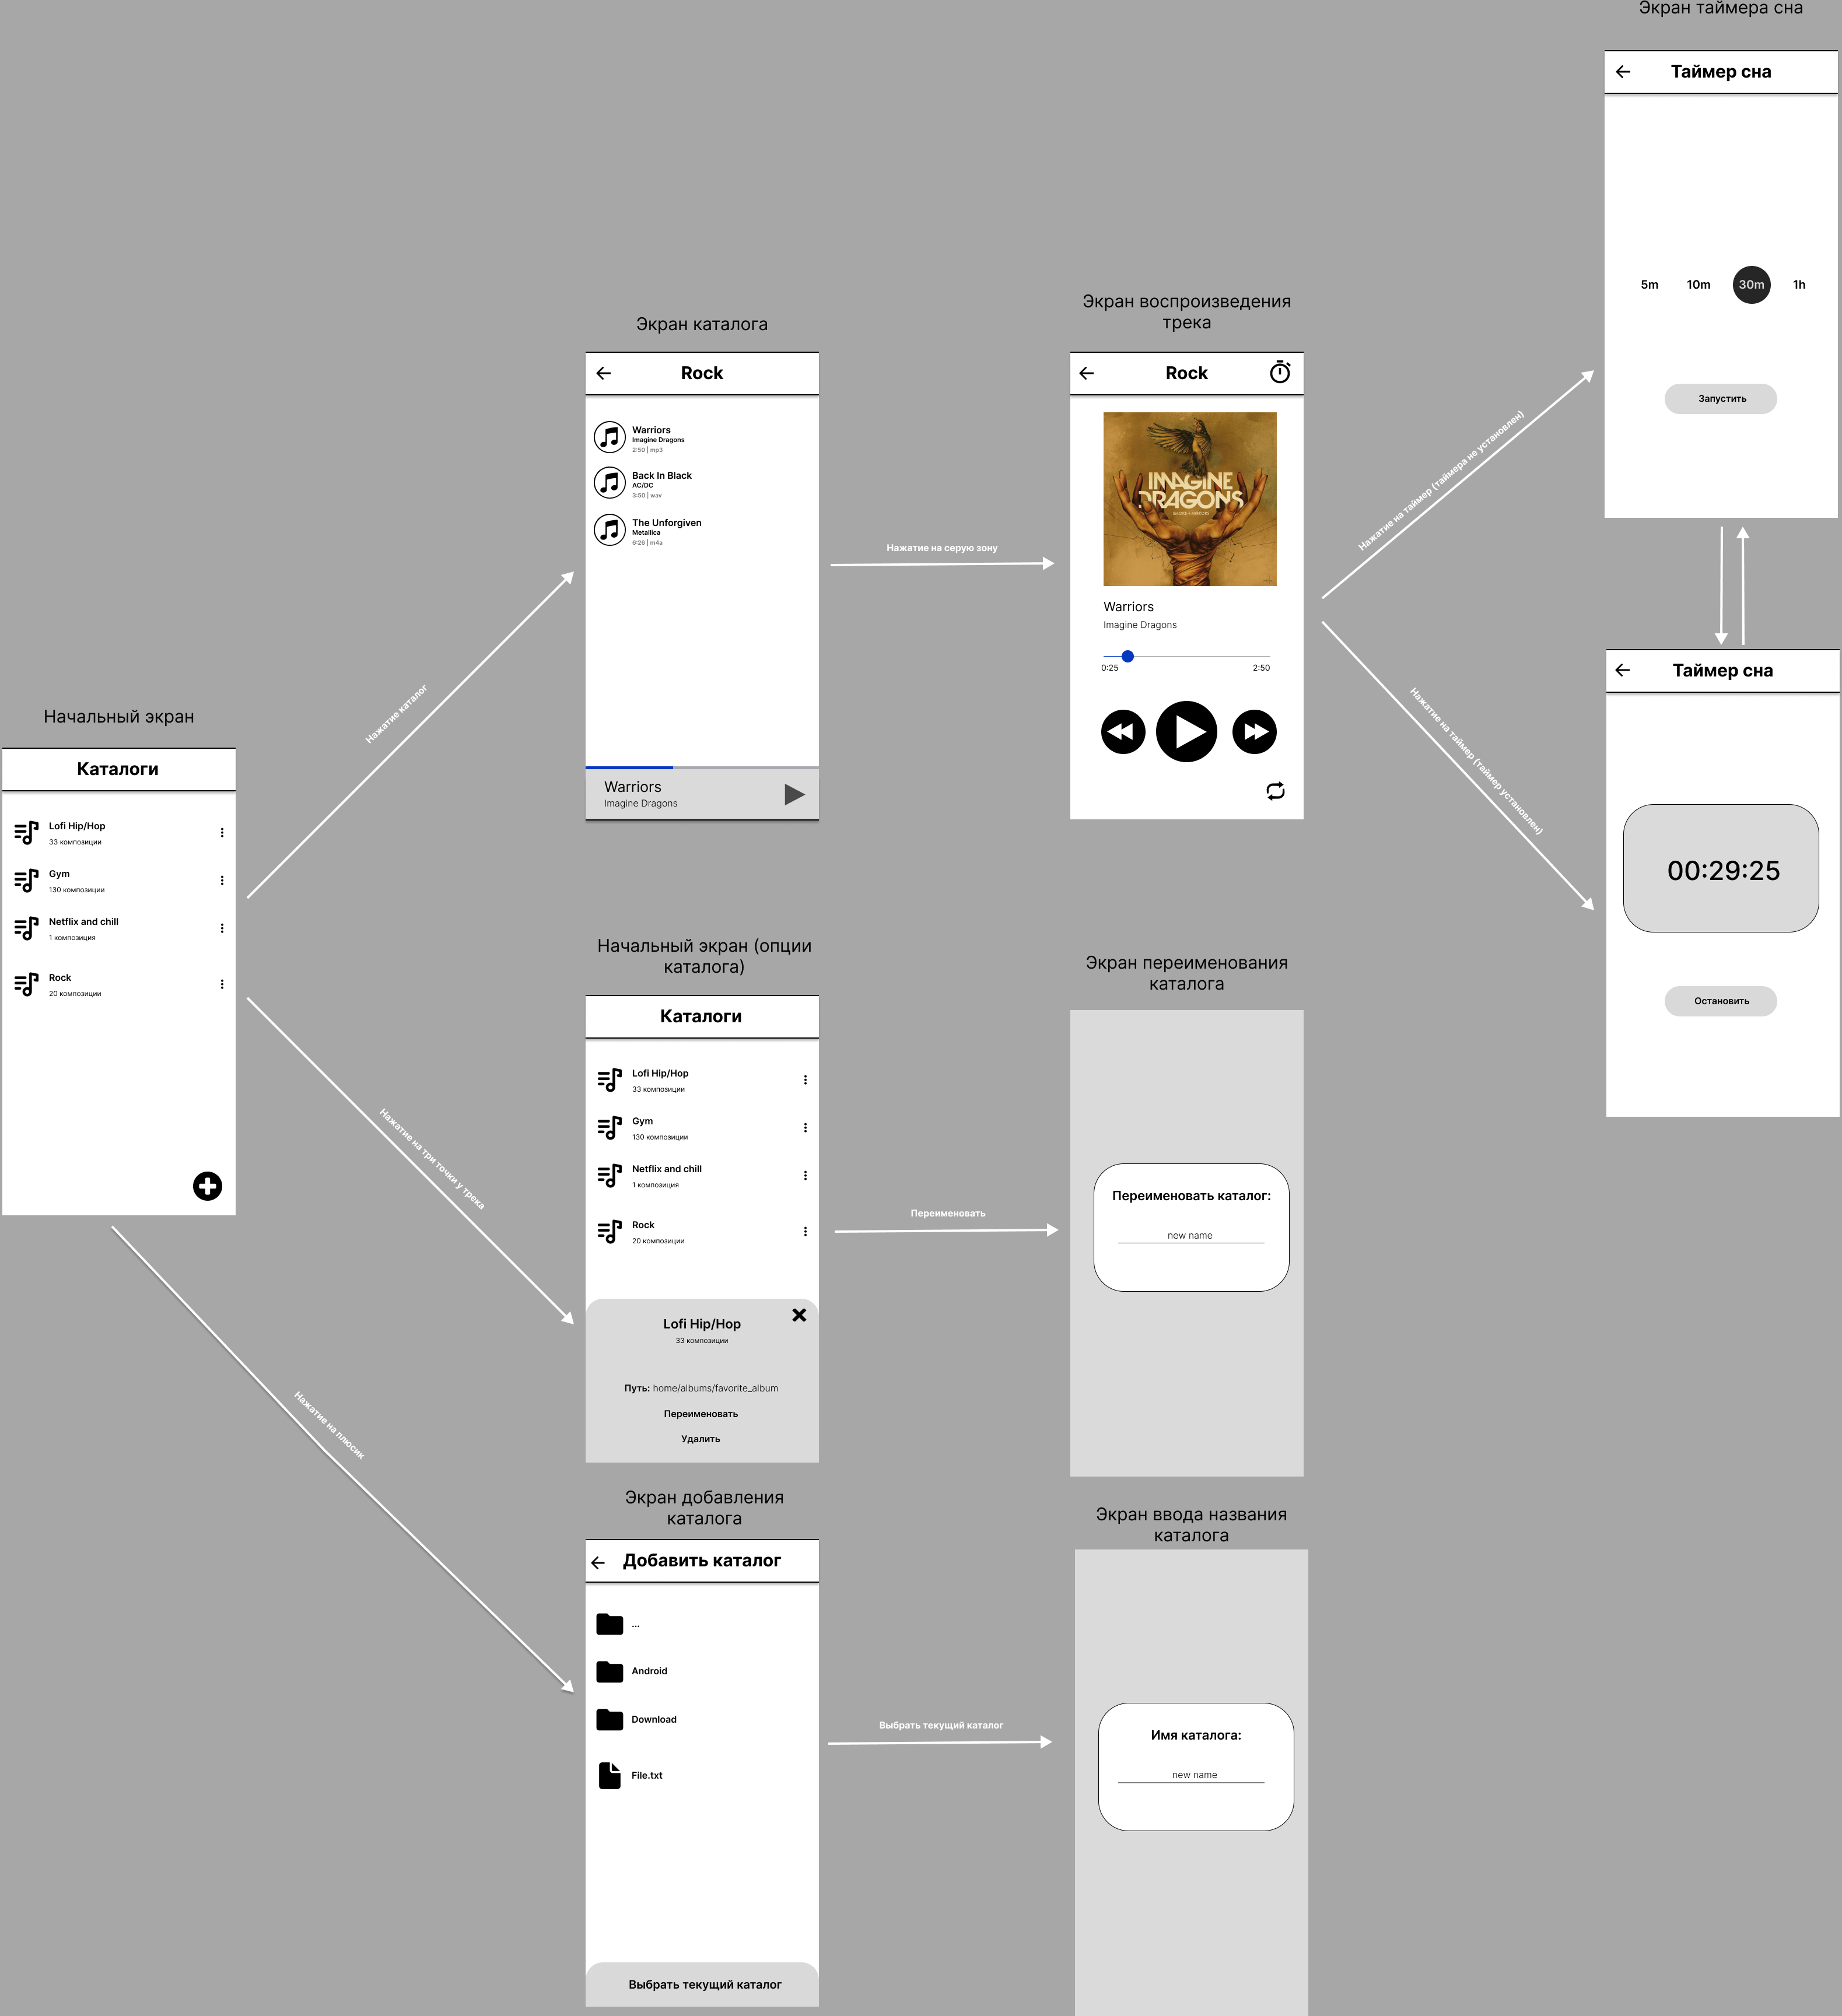 Экран таймера сна
Таймер сна
5m
10m
30m
1h
Запустить
Экран каталога
Rock
Warriors
Imagine Dragons
2:50 | mp3
Back In Black
AC/DC
3:50 | wav
The Unforgiven
Metallica
6:26 | m4a
Warriors
Imagine Dragons
Нажатие на серую зону
Экран воспроизведения
трека
Rock
IMAGINE
DRAGONS
SMOKE + MIRRORS
Warriors
Imagine Dragons
0:25
2:50
Нажатие на таймер (таймера не установлен)
Нажатие на таймер (таймер установлен)
Таймер сна
00:29:25
Остановить
Начальный экран
Каталоги
Lofi Hip/Hop
33 композиции
Gym
130 композиции
Netflix and chill
1 композиция
Rock
20 композиции
Нажатие каталог
Нажатие на три точки у трека
Нажатие на плюсик
Начальный экран (опции
каталога)
Каталоги
Lofi Hip/Hop
33 композиции
Gym
130 композиции
Netflix and chill
1 композиция
Rock
20 композиции
Lofi Hip/Hop
33 композиции
Путь: home/albums/favorite_album
Переименовать
Удалить
Переименовать
Экран переименования
каталога
Переименовать каталог:
new name
Экран добавления
каталога
Добавить каталог
...
Android
Download
File.txt
Выбрать текущий каталог
Выбрать текущий каталог
Экран ввода названия
каталога
Имя каталога:
new name